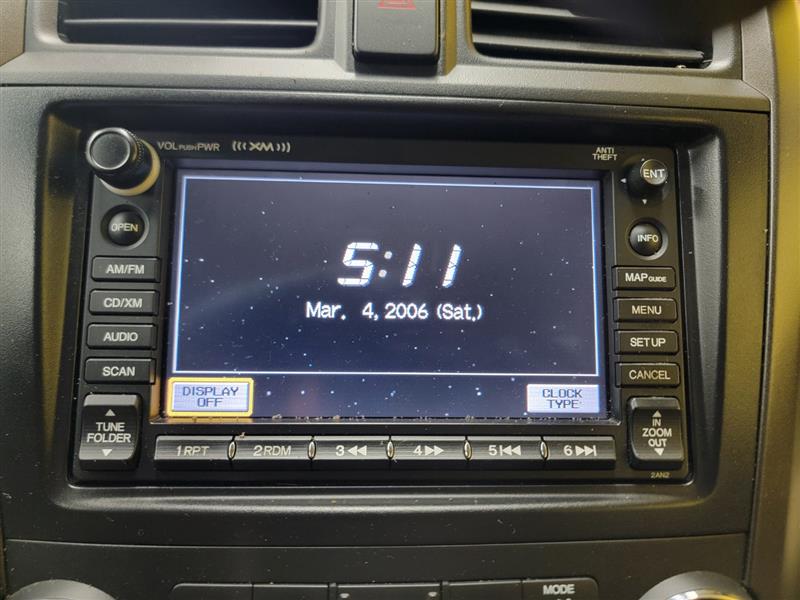 VOL PUSH PWR
XM
ANTI
THEFT
ENT
OPEN
INFO
AM/FM
MAP GUIDE
CD/XM
MENU
AUDIO
SETUP
SCAN
CANCEL
5:11
Mar. 4, 2006 (Sat.)
DISPLAY
OFF
CLOCK
TYPE
TUNE
FOLDER
IN
ZOOM
OUT
1 RPT
2 RDM
3
4
5
6
2AN2
MODE